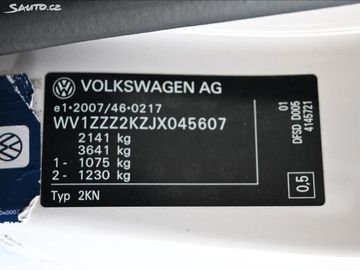 SAUTO.CZ
VOLKSWAGEN AG
e1*2007/46*0217
WV1ZZZ2KZJX045607
2141 kg
3641 kg
1- 1075 kg
2- 1230 kg
Typ 2KN
01
DFSD D005
4145721
0,5